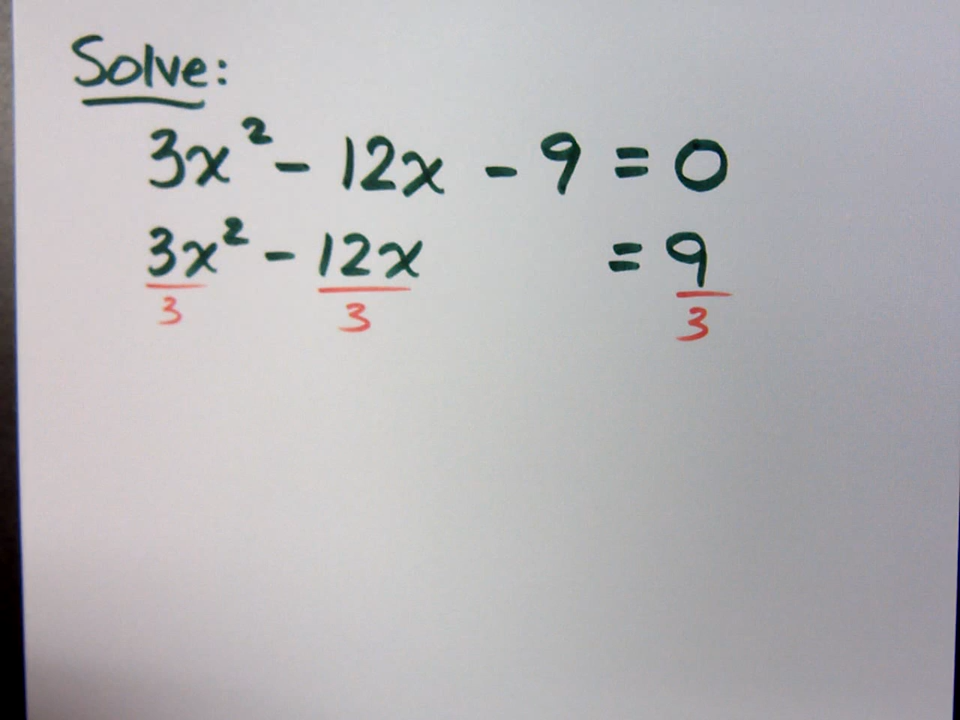 Solve:
3x² - 12x - 9 = 0
3x² - 12x = 9
3 3 3